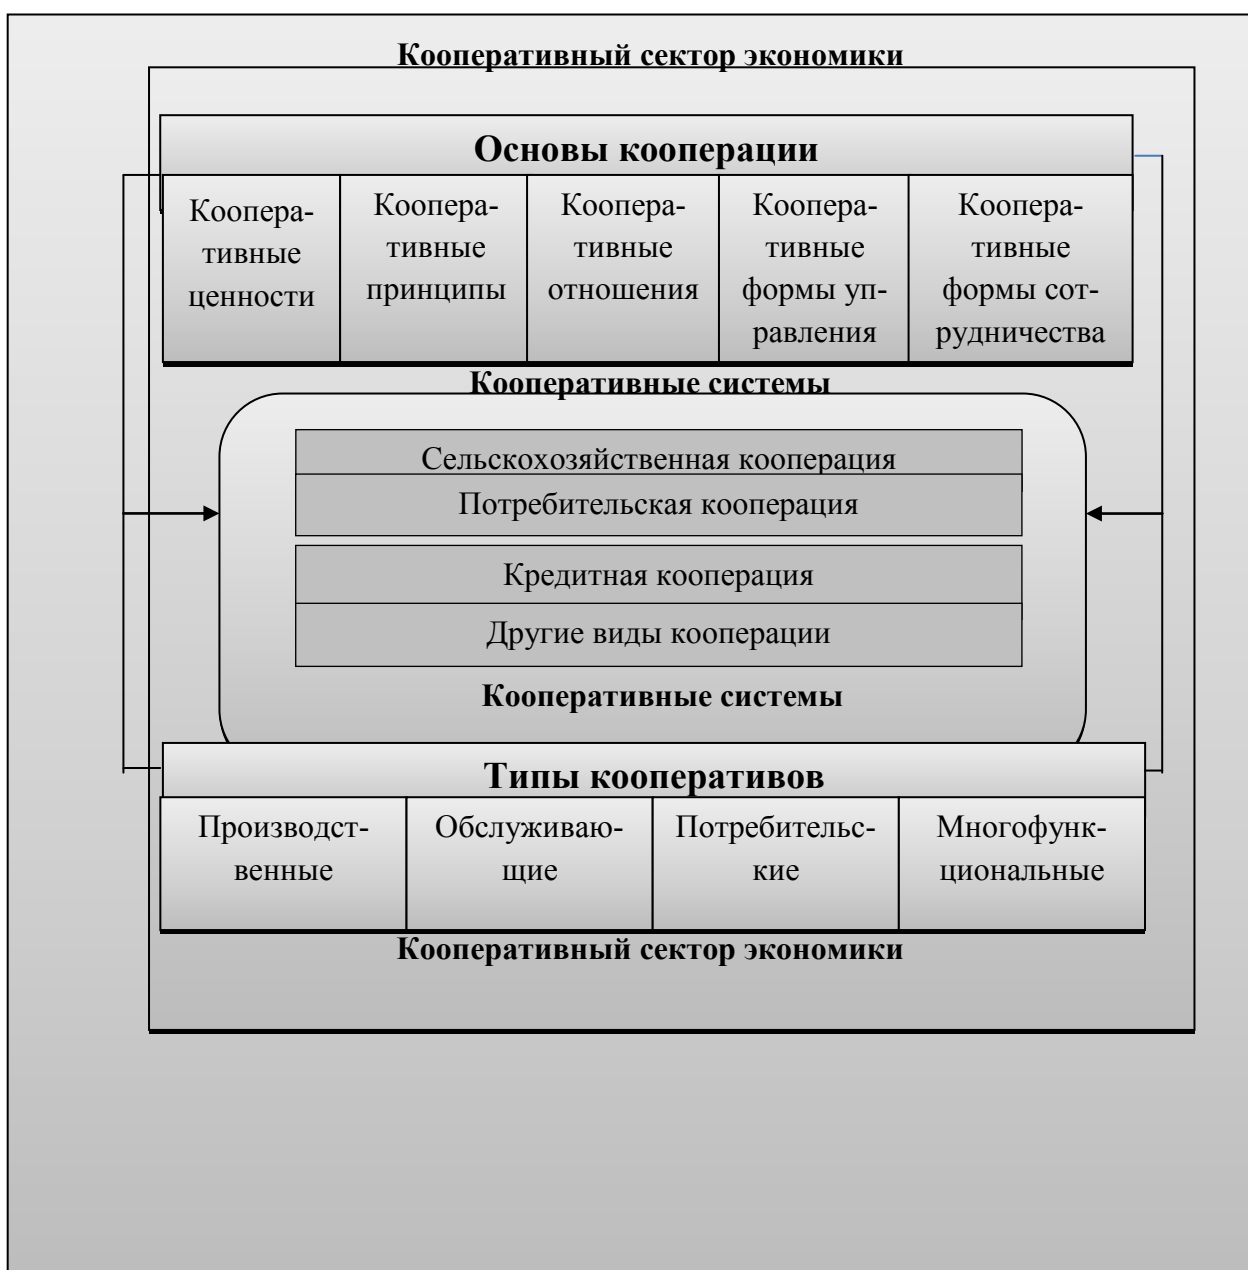 Кооперативный сектор экономики
Основы кооперации
Коопера-
тивные
ценности
Коопера-
тивные
принципы
Коопера-
тивные
отношения
Коопера-
тивные
формы уп-
равления
Коопера-
тивные
формы сот-
рудничества
Кооперативные системы
Сельскохозяйственная кооперация
Потребительская кооперация
Кредитная кооперация
Другие виды кооперации
Кооперативные системы
Типы кооперативов
Производст-
венные
Обслуживаю-
щие
Потребительс-
кие
Многофунк-
циональные
Кооперативный сектор экономики